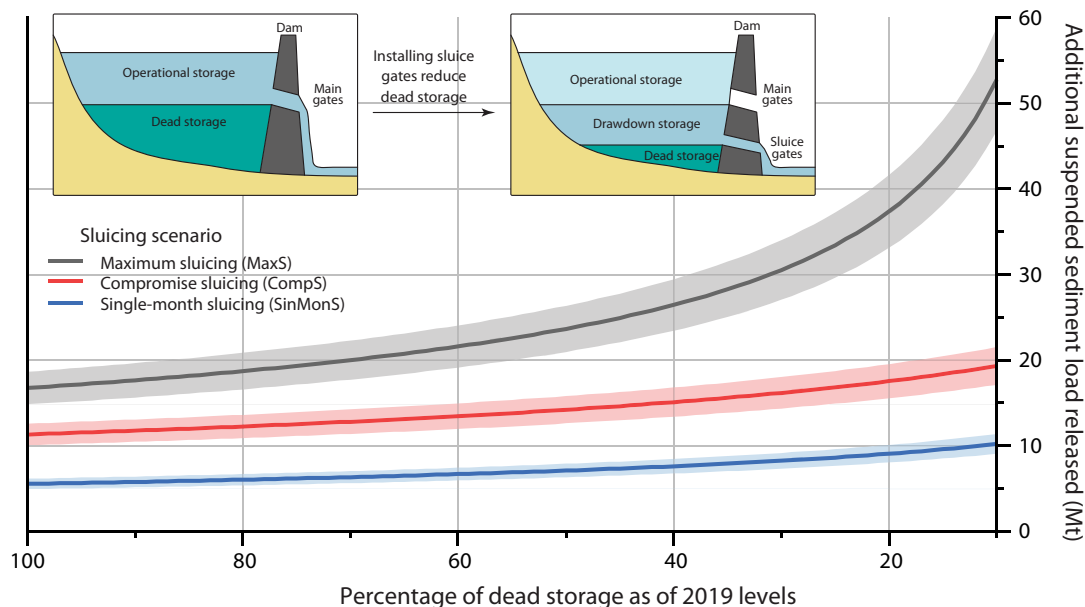 Dam
Operational storage
Main
gates
Dead storage
Installing sluice
gates reduce
dead storage
Dam
Operational storage
Main
gates
Drawdown storage
Sluice
gates
Dead storage
Sluicing scenario
Maximum sluicing (MaxS)
Compromise sluicing (CompS)
Single-month sluicing (SinMonS)
60
50
40
30
20
10
0
Additional suspended sediment load released (Mt)
100
80
60
40
20
Percentage of dead storage as of 2019 levels